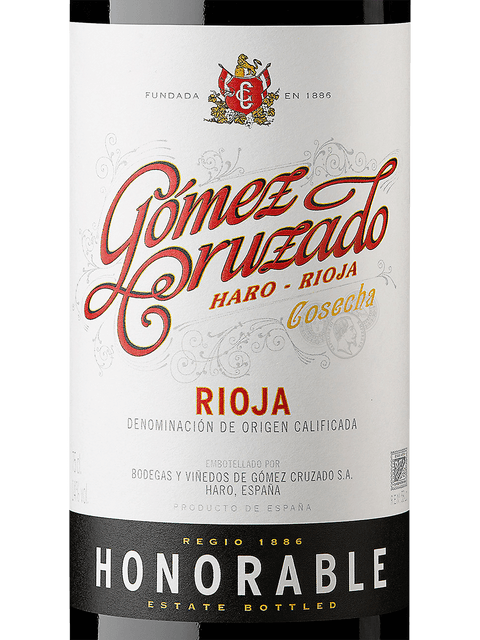 FUNDADA EN 1886
Gómez
Cruzado
HARO - RIOJA
Cosecha
RIOJA
DENOMINACIÓN DE ORIGEN CALIFICADA
EMBOTELLADO POR
BODEGAS Y VIÑEDOS DE GÓMEZ CRUZADO S.A.
HARO, ESPAÑA
PRODUCTO DE ESPAÑA
REGIO 1886
HONORABLE
ESTATE BOTTLED